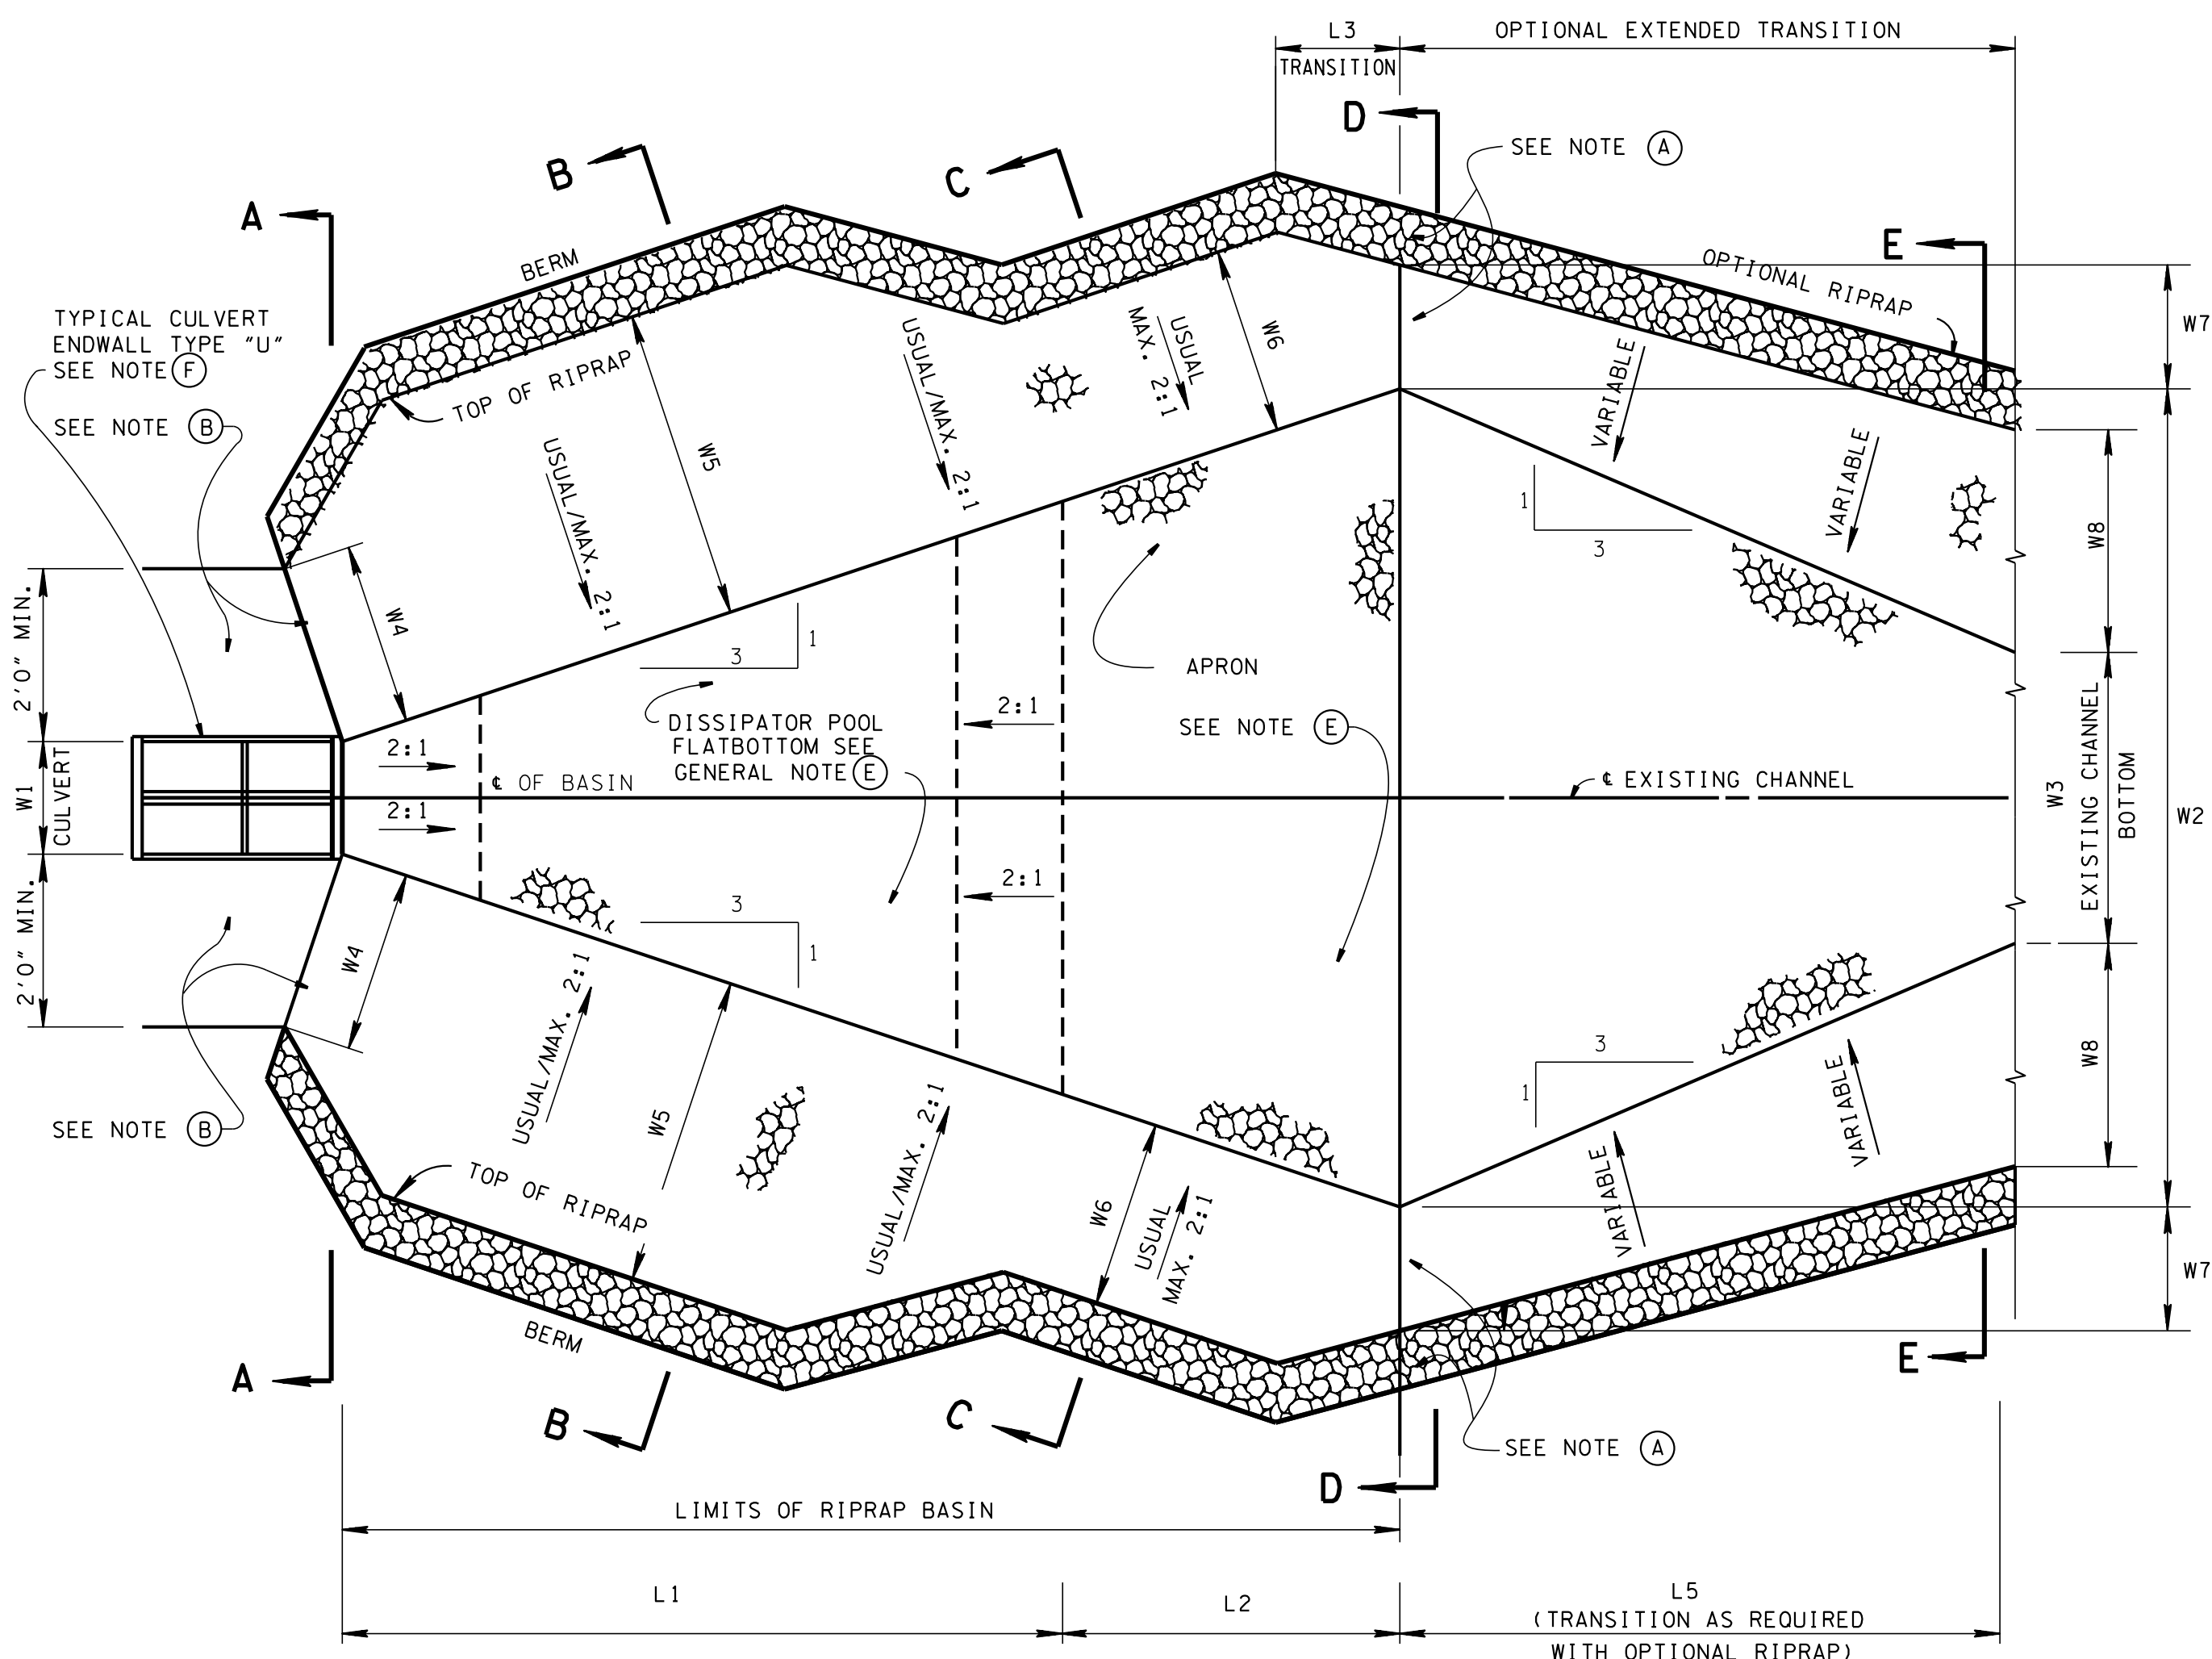 L3
OPTIONAL EXTENDED TRANSITION
TRANSITION
D
SEE NOTE A
B
C
A
E
BERM
OPTIONAL RIPRAP
W7
TYPICAL CULVERT
ENDWALL TYPE "U"
SEE NOTE F
SEE NOTE B
TOP OF RIPRAP
W5
USUAL/MAX. 2:1
USUAL/MAX. 2:1
USUAL
MAX. 2:1
W6
VARIABLE
VARIABLE
1
3
W8
W4
2'0" MIN.
3
1
APRON
DISSIPATOR POOL
FLATBOTTOM SEE
GENERAL NOTE E
2:1
SEE NOTE E
2:1
℄ OF BASIN
℄ EXISTING CHANNEL
W1
CULVERT
2:1
W3
EXISTING CHANNEL
BOTTOM
W2
2:1
3
1
2'0" MIN.
W4
USUAL/MAX. 2:1
W5
USUAL/MAX. 2:1
W6
USUAL
MAX. 2:1
3
1
VARIABLE
VARIABLE
W8
SEE NOTE B
TOP OF RIPRAP
BERM
W7
A
B
C
E
SEE NOTE A
D
LIMITS OF RIPRAP BASIN
L1
L2
L5
(TRANSITION AS REQUIRED
WITH OPTIONAL RIPRAP)